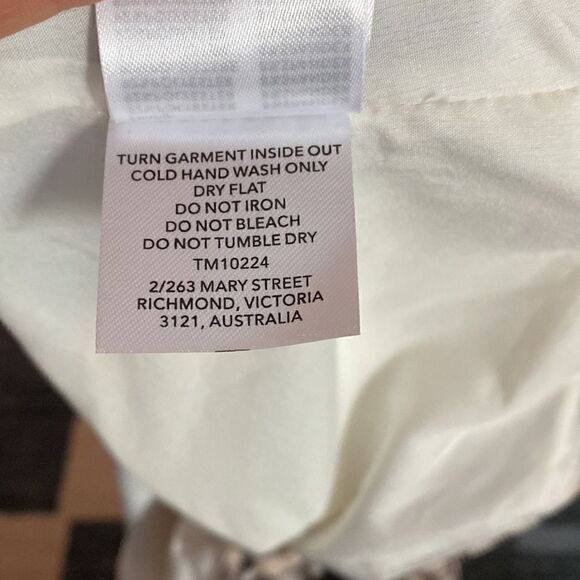 TURN GARMENT INSIDE OUT
COLD HAND WASH ONLY
DRY FLAT
DO NOT IRON
DO NOT BLEACH
DO NOT TUMBLE DRY
TM10224
2/263 MARY STREET
RICHMOND, VICTORIA
3121, AUSTRALIA